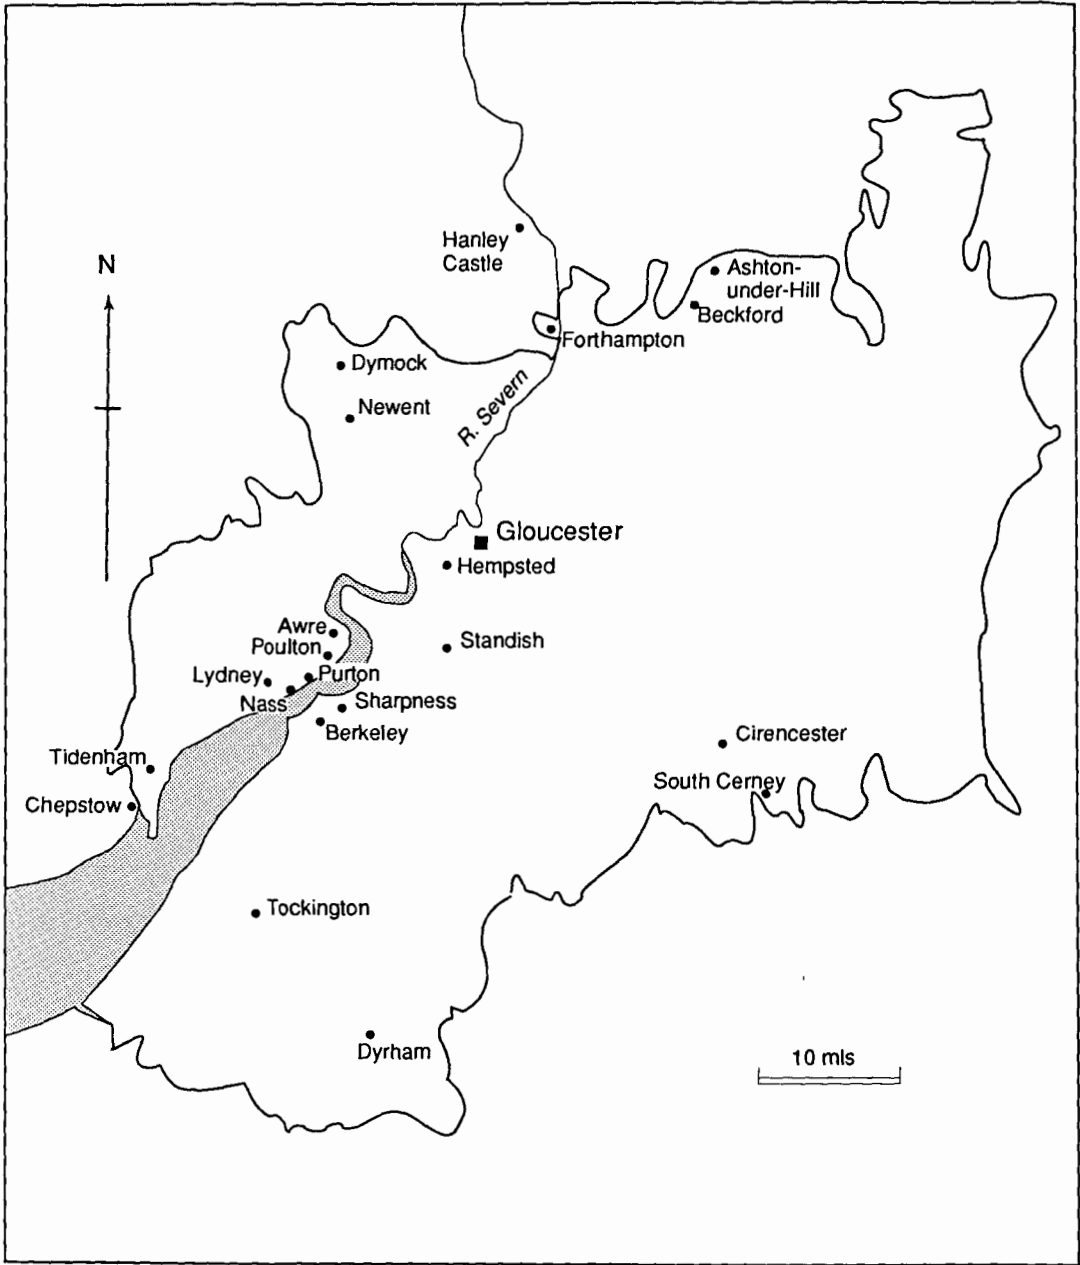 Hanley
Castle
N
Ashton-
under-Hill
Beckford
Forthampton
Dymock
Newent
R. Severn
Gloucester
Hempsted
Awre
Poulton
Standish
Lydney
Purton
Nass
Sharpness
Berkeley
Cirencester
Tidenham
South Cerney
Chepstow
Tockington
Dyrham
10 mls